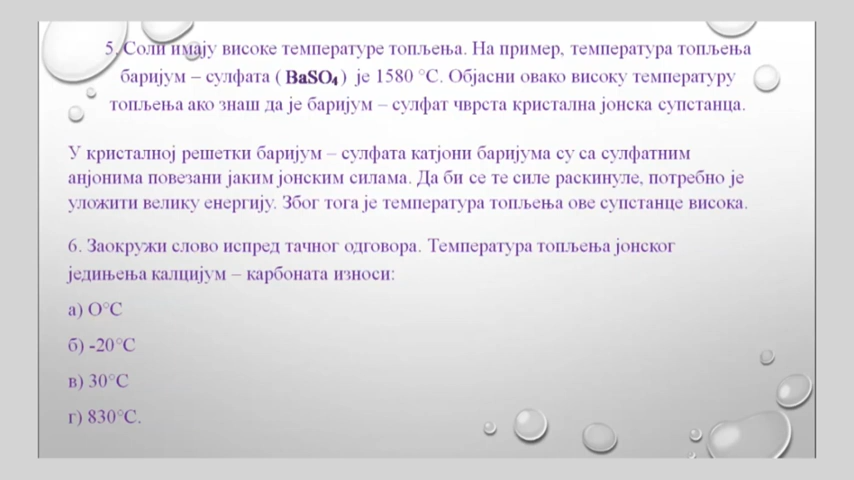 5. Соли имају високе температуре топљења. На пример, температура топљења
баријум – сулфата ( BaSO₄ ) је 1580 °C. Објасни овако високу температуру
топљења ако знаш да је баријум – сулфат чврста кристална јонска супстанца.
У кристалној решетки баријум – сулфата катјони баријума су са сулфатним
анјонима повезани јаким јонским силама. Да би се те силе раскинуле, потребно је
уложити велику енергију. Због тога је температура топљења ове супстанце висока.
6. Заокружи слово испред тачног одговора. Температура топљења јонског
једињења калцијум – карбоната износи:
а) О°C
б) -20°C
в) 30°C
г) 830°C.